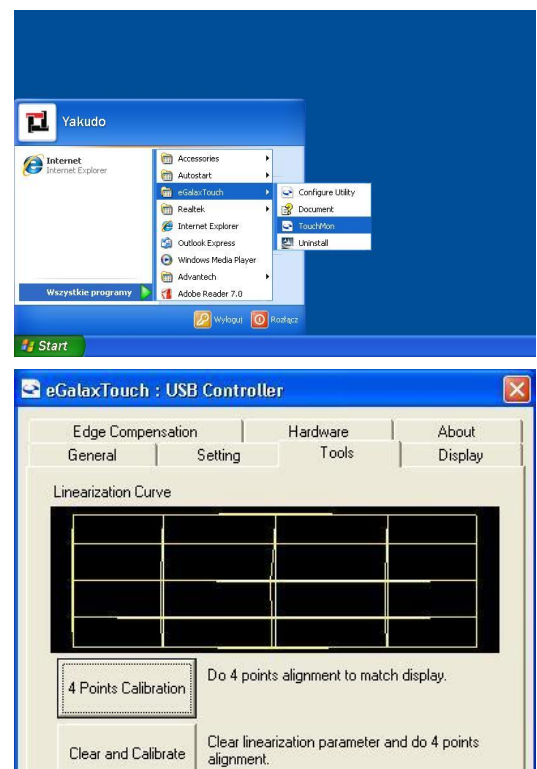 Yakudo
Internet
Internet Explorer
Wszystkie programy
Accessories
Autostart
eGalaxTouch
Realtek
Internet Explorer
Outlook Express
Windows Media Player
Advantech
Adobe Reader 7.0
Configure Utility
Document
TouchMon
Uninstall
Wyloguj
Rozłącz
Start
eGalaxTouch : USB Controller
Edge Compensation Hardware About
General Setting Tools Display
Linearization Curve
4 Points Calibration
Do 4 points alignment to match display.
Clear and Calibrate
Clear linearization parameter and do 4 points
alignment.